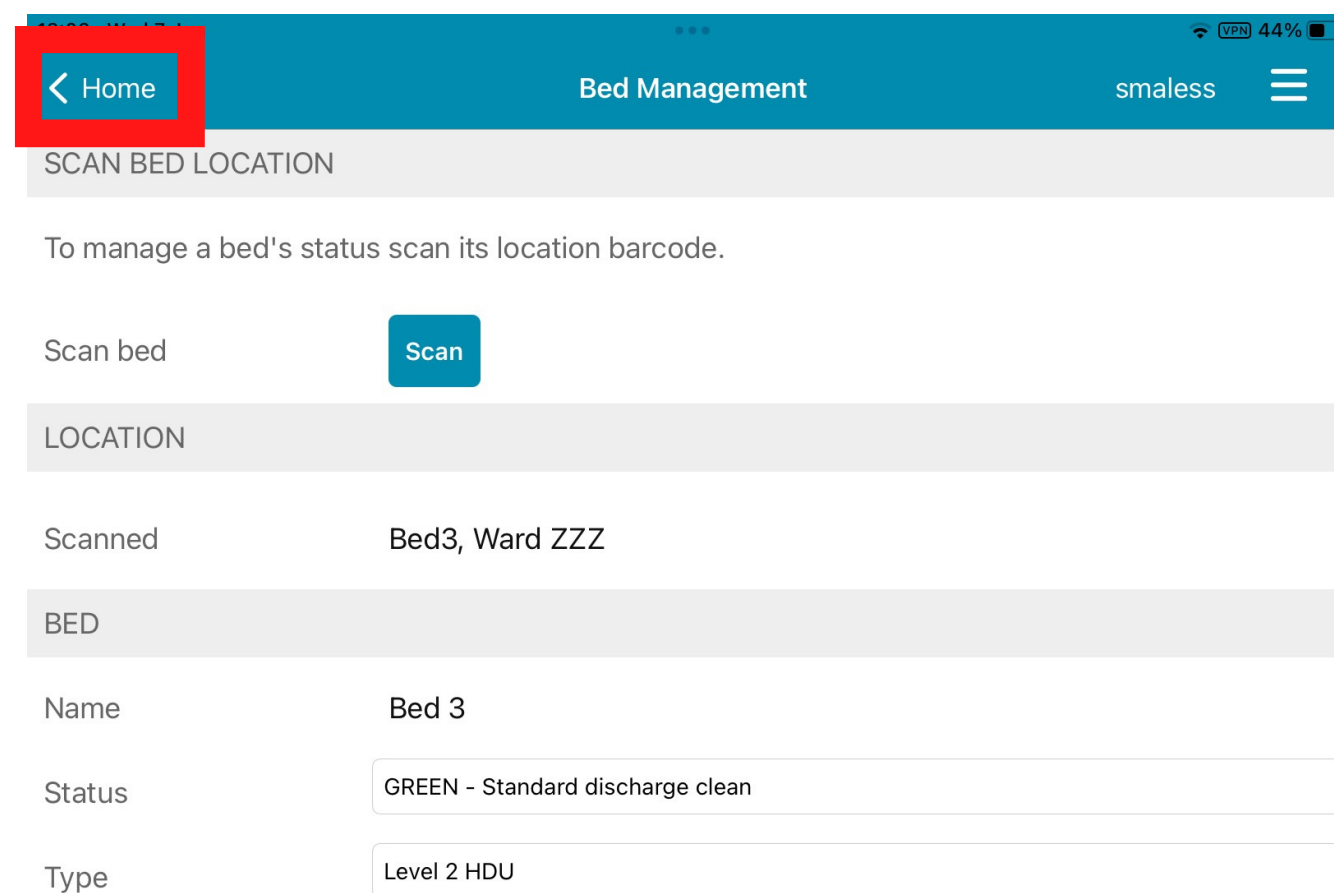 VPN 44%
Home Bed Management smaless
SCAN BED LOCATION
To manage a bed's status scan its location barcode.
Scan bed Scan
LOCATION
Scanned Bed3, Ward ZZZ
BED
Name Bed 3
Status GREEN - Standard discharge clean
Type Level 2 HDU